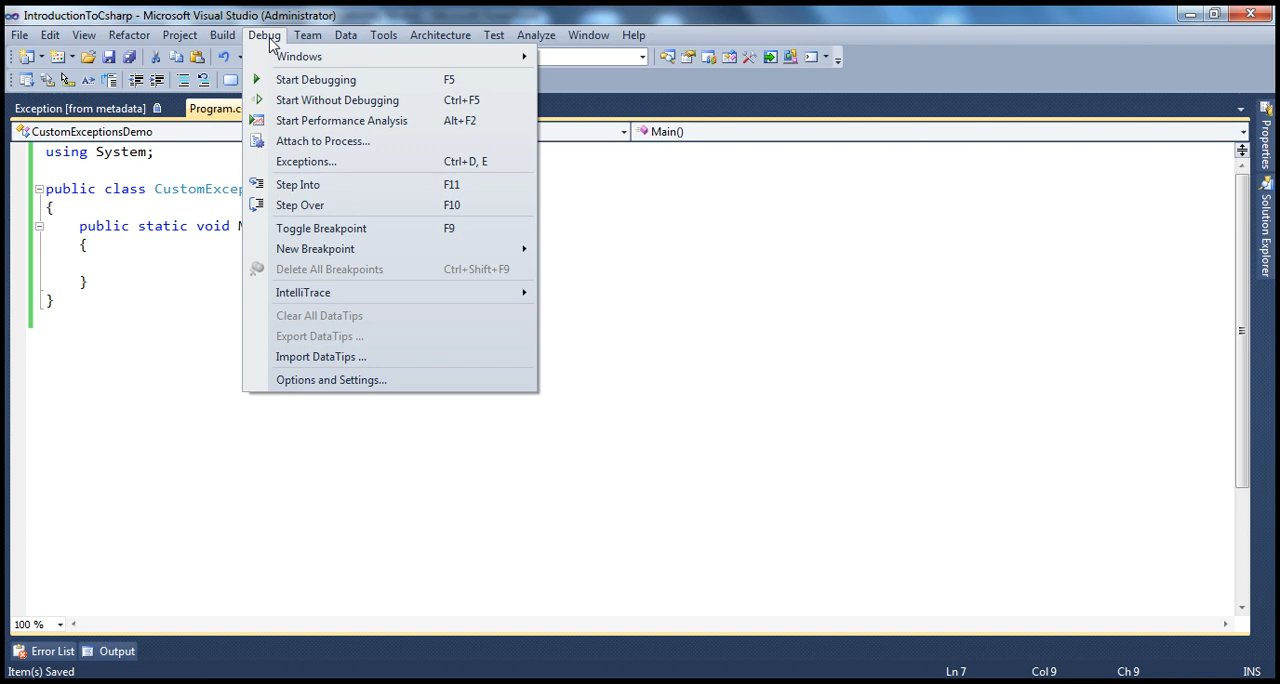 IntroductionToCsharp - Microsoft Visual Studio (Administrator)
File Edit View Refactor Project Build Debug Team Data Tools Architecture Test Analyze Window Help
Windows
Start Debugging F5
Start Without Debugging Ctrl+F5
Start Performance Analysis Alt+F2
Attach to Process...
Exceptions... Ctrl+D, E
Step Into F11
Step Over F10
Toggle Breakpoint F9
New Breakpoint
Delete All Breakpoints Ctrl+Shift+F9
IntelliTrace
Clear All DataTips
Export DataTips ...
Import DataTips ...
Options and Settings...
Exception [from metadata] Program.c
CustomExceptionsDemo Main()
using System;
public class CustomExcep
{
public static void M
{
}
}
Properties
Solution Explorer
100 %
Error List Output
Item(s) Saved Ln 7 Col 9 Ch 9 INS